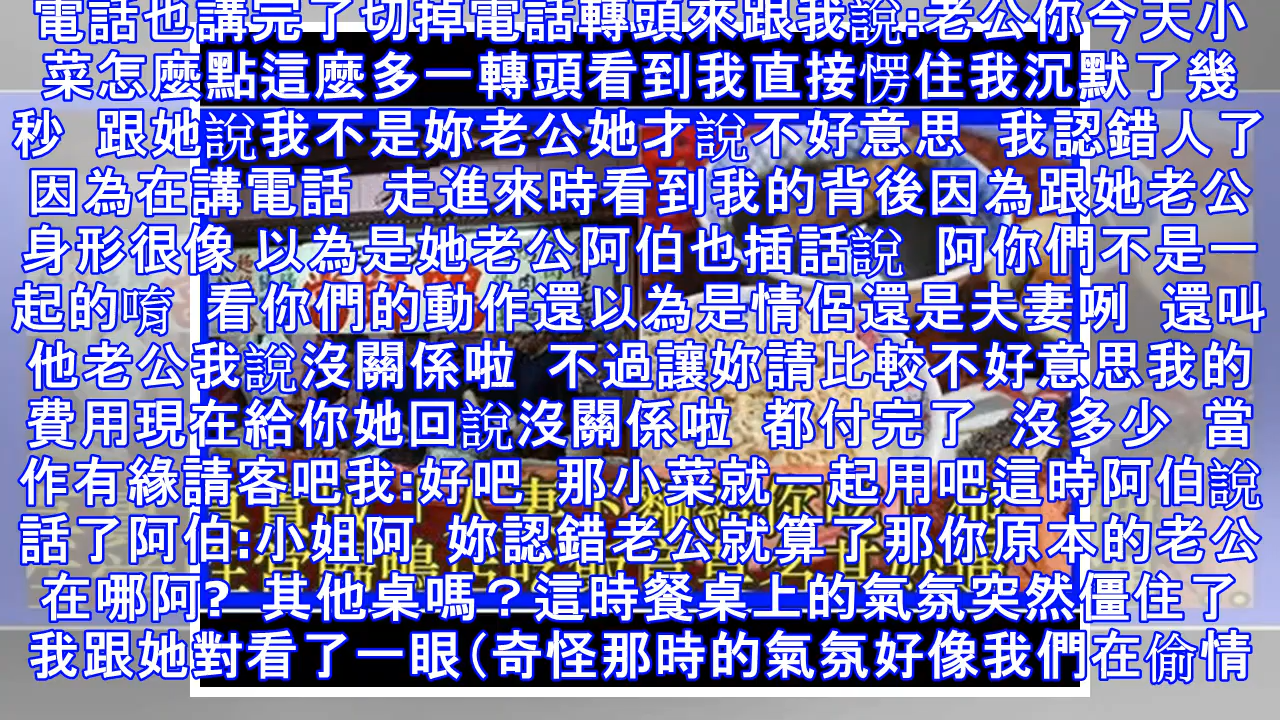 電話也講完了切掉電話轉頭來跟我說:老公你今天小
菜怎麼點這麼多一轉頭看到我直接愣住我沉默了幾
秒 跟她說我不是妳老公她才說不好意思 我認錯人了
因為在講電話 走進來時看到我的背後因為跟她老公
身形很像 以為是她老公阿伯也插話說 阿你們不是一
起的唷 看你們的動作還以為是情侶還是夫妻咧 還叫
他老公我說沒關係啦 不過讓妳請比較不好意思我的
費用現在給你她回說沒關係啦 都付完了 沒多少 當
作有緣請客吧我:好吧 那小菜就一起用吧這時阿伯說
話了阿伯:小姐阿 妳認錯老公就算了那你原本的老公
在哪阿? 其他桌嗎？這時餐桌上的氣氛突然僵住了
我跟她對看了一眼(奇怪那時的氣氛好像我們在偷情